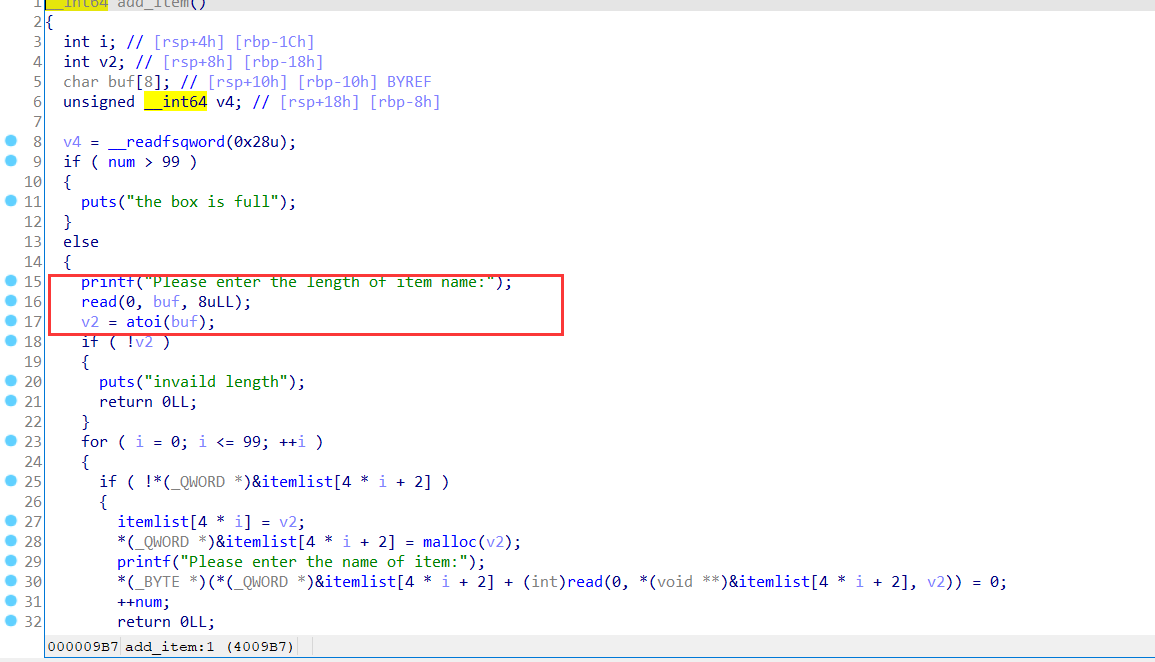 1 __int64 add_item()
2 {
3 int i; // [rsp+4h] [rbp-1Ch]
4 int v2; // [rsp+8h] [rbp-18h]
5 char buf[8]; // [rsp+10h] [rbp-10h] BYREF
6 unsigned __int64 v4; // [rsp+18h] [rbp-8h]
7
8 v4 = __readfsqword(0x28u);
9 if ( num > 99 )
10 {
11 puts("the box is full");
12 }
13 else
14 {
15 printf("Please enter the length of item name:");
16 read(0, buf, 8uLL);
17 v2 = atoi(buf);
18 if ( !v2 )
19 {
20 puts("invaild length");
21 return 0LL;
22 }
23 for ( i = 0; i <= 99; ++i )
24 {
25 if ( !*(_QWORD *)&itemlist[4 * i + 2] )
26 {
27 itemlist[4 * i] = v2;
28 *(_QWORD *)&itemlist[4 * i + 2] = malloc(v2);
29 printf("Please enter the name of item:");
30 *(_BYTE *)(*(_QWORD *)&itemlist[4 * i + 2] + (int)read(0, *(void **)&itemlist[4 * i + 2], v2)) = 0;
31 ++num;
32 return 0LL;
000009B7 add_item:1 (4009B7)